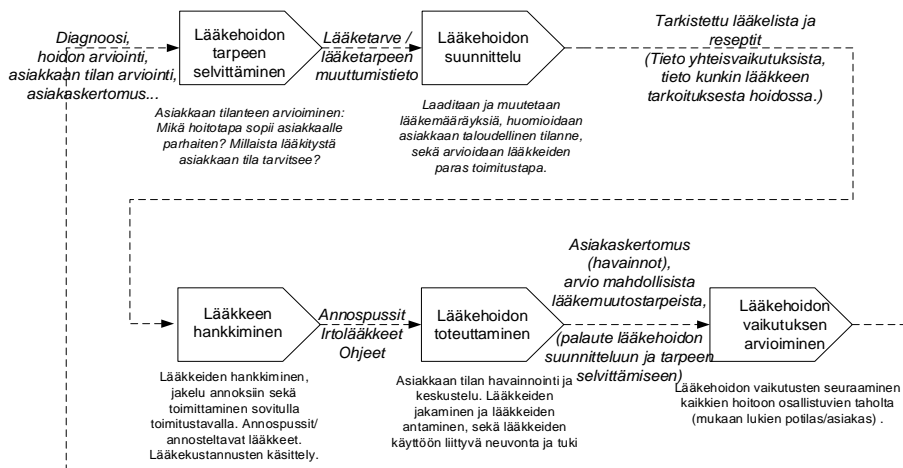 Diagnoosi,
hoidon arviointi,
asiakkaan tilan arviointi,
asiakaskertomus...
Lääkehoidon
tarpeen
selvittäminen
Lääketarve /
lääketarpeen
muuttumistieto
Lääkehoidon
suunnittelu
Tarkistettu lääkelista ja
reseptit
(Tieto yhteisvaikutuksista,
tieto kunkin lääkkeen
tarkoituksesta hoidossa.)
Asiakkaan tilanteen arvioiminen:
Mikä hoitotapa sopii asiakkaalle
parhaiten? Millaista lääkitystä
asiakkaan tila tarvitsee?
Laaditaan ja muutetaan
lääkemääräyksiä, huomioidaan
asiakkaan taloudellinen tilanne,
sekä arvioidaan lääkkeiden
paras toimitustapa.
Lääkkeen
hankkiminen
Annospussit
Irtolääkkeet
Ohjeet
Lääkehoidon
toteuttaminen
Asiakaskertomus
(havainnot),
arvio mahdollisista
lääkemuutostarpeista,
(palaute lääkehoidon
suunnitteluun ja tarpeen
selvittämiseen)
Lääkehoidon
vaikutuksen
arvioiminen
Lääkkeiden hankkiminen,
jakelu annoksiin sekä
toimittaminen sovitulla
toimitustavalla. Annospussit/
annosteltavat lääkkeet.
Lääkekustannusten käsittely.
Asiakkaan tilan havainnointi ja
keskustelu. Lääkkeiden
jakaminen ja lääkkeiden
antaminen, sekä lääkkeiden
käyttöön liittyvä neuvonta ja tuki
Lääkehoidon vaikutusten seuraaminen
kaikkien hoitoon osallistuvien taholta
(mukaan lukien potilas/asiakas) .